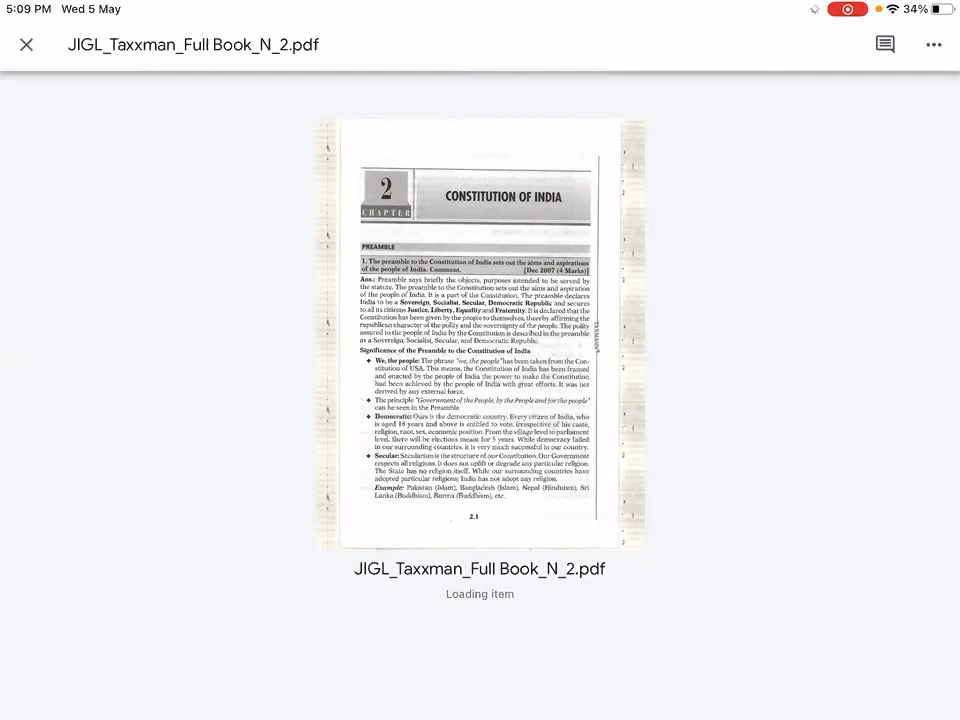 5:09 PM Wed 5 May
34%
JIGL_Taxxman_Full Book_N_2.pdf
2
CHAPTER
CONSTITUTION OF INDIA
PREAMBLE
1. The preamble to the Constitution of India sets out the aims and aspirations
of the people of India. Comment. [Dec 2007 (4 Marks)]
Ans.: Preamble says briefly the objects, purposes intended to be served by
the statute. The preamble to the Constitution sets out the aims and aspiration
of the people of India. It is a part of the Constitution. The preamble declares
India to be a Sovereign, Socialist, Secular, Democratic Republic and secures
to all its citizens Justice, Liberty, Equality and Fraternity. It is declared that the
Constitution has been given by the people to themselves, thereby affirming the
republican character of the polity and the sovereignty of the people. The polity
assured to the people of India by the Constitution is described in the preamble
as a Sovereign, Socialist, Secular, and Democratic Republic.
Significance of the Preamble to the Constitution of India
◆ We, the people: The phrase "we, the people" has been taken from the Con-
stitution of USA. This means, the Constitution of India has been framed
and enacted by the people of India the power to make the Constitution
had been achieved by the people of India with great efforts. It was not
derived by any external force.
◆ The principle "Government of the People, by the People and for the people"
can be seen in the Preamble.
◆ Democratic: Ours is the democratic country. Every citizen of India, who
is aged 18 years and above is entitled to vote, irrespective of his caste,
religion, race, sex, economic position. From the village level to parliament
level, there will be elections meant for 5 years. While democracy failed
in our surrounding countries, it is very much successful in our country.
◆ Secular: Secularism is the structure of our Constitution. Our Government
respects all religions. It does not uplift or degrade any particular religion.
The State has no religion itself. While our surrounding countries have
adopted particular religions; India has not adopt any religion.
Example: Pakistan (Islam), Bangladesh (Islam), Nepal (Hinduism), Sri
Lanka (Buddhism), Burma (Buddhism), etc.
TAXMANN®
2.1
JIGL_Taxxman_Full Book_N_2.pdf
Loading item